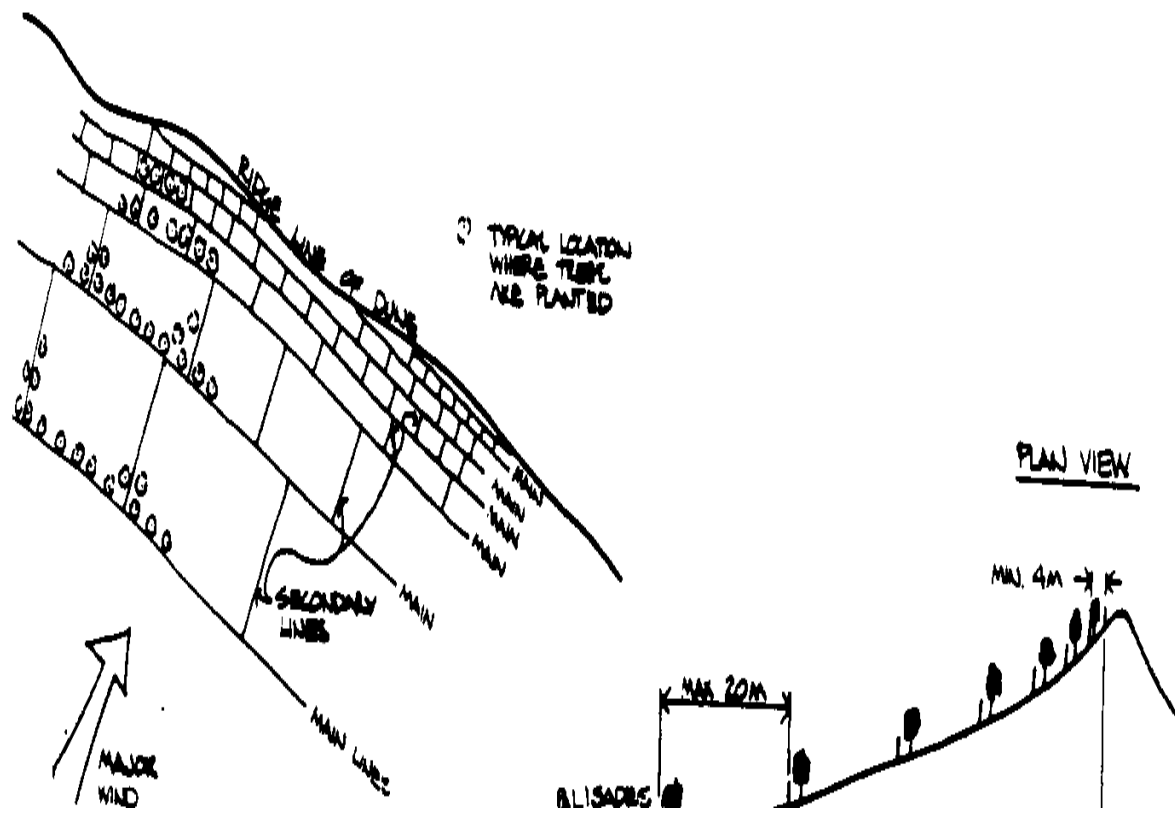 RIDGE LINE OF DUNE
TYPICAL LOCATION
WHERE TREES
ARE PLANTED
PLAN VIEW
MAIN
MAIN
MAIN
MAIN
MAIN
MAIN LINES
SECONDARY
LINES
MAJOR
WIND
MIN. 4M
MAX 20M
PALISADES